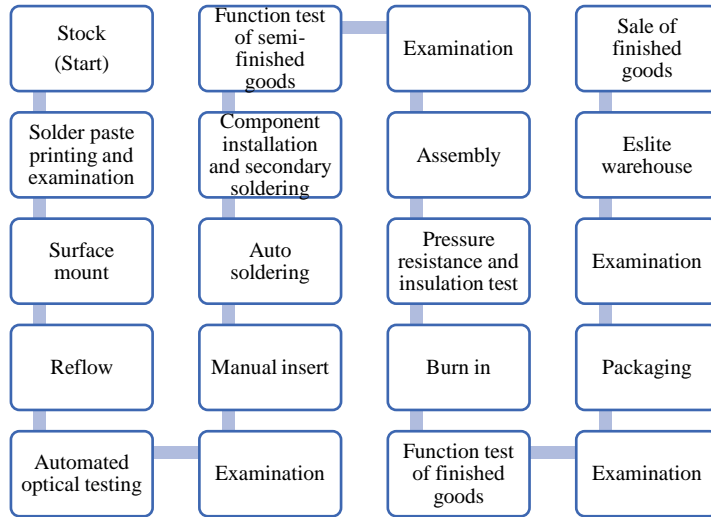 Stock
(Start)
Solder paste
printing and
examination
Surface
mount
Reflow
Automated
optical testing
Examination
Manual insert
Auto
soldering
Component
installation
and secondary
soldering
Function test
of semi-
finished
goods
Examination
Assembly
Pressure
resistance and
insulation test
Burn in
Function test
of finished
goods
Examination
Packaging
Examination
Eslite
warehouse
Sale of
finished
goods